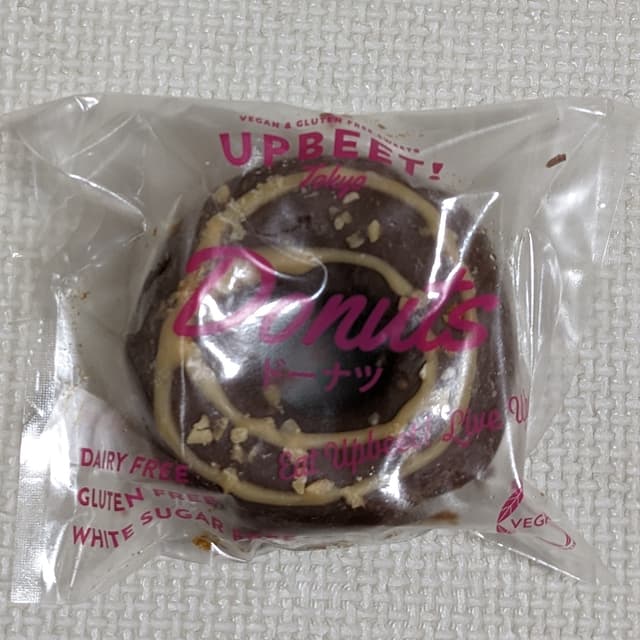 VEGAN & GLUTEN FREE SWEETS
UPBEET!
Tokyo
Donuts
ドーナツ
Eat Upbeet! Live
DAIRY FREE
GLUTEN FREE
WHITE SUGAR FREE